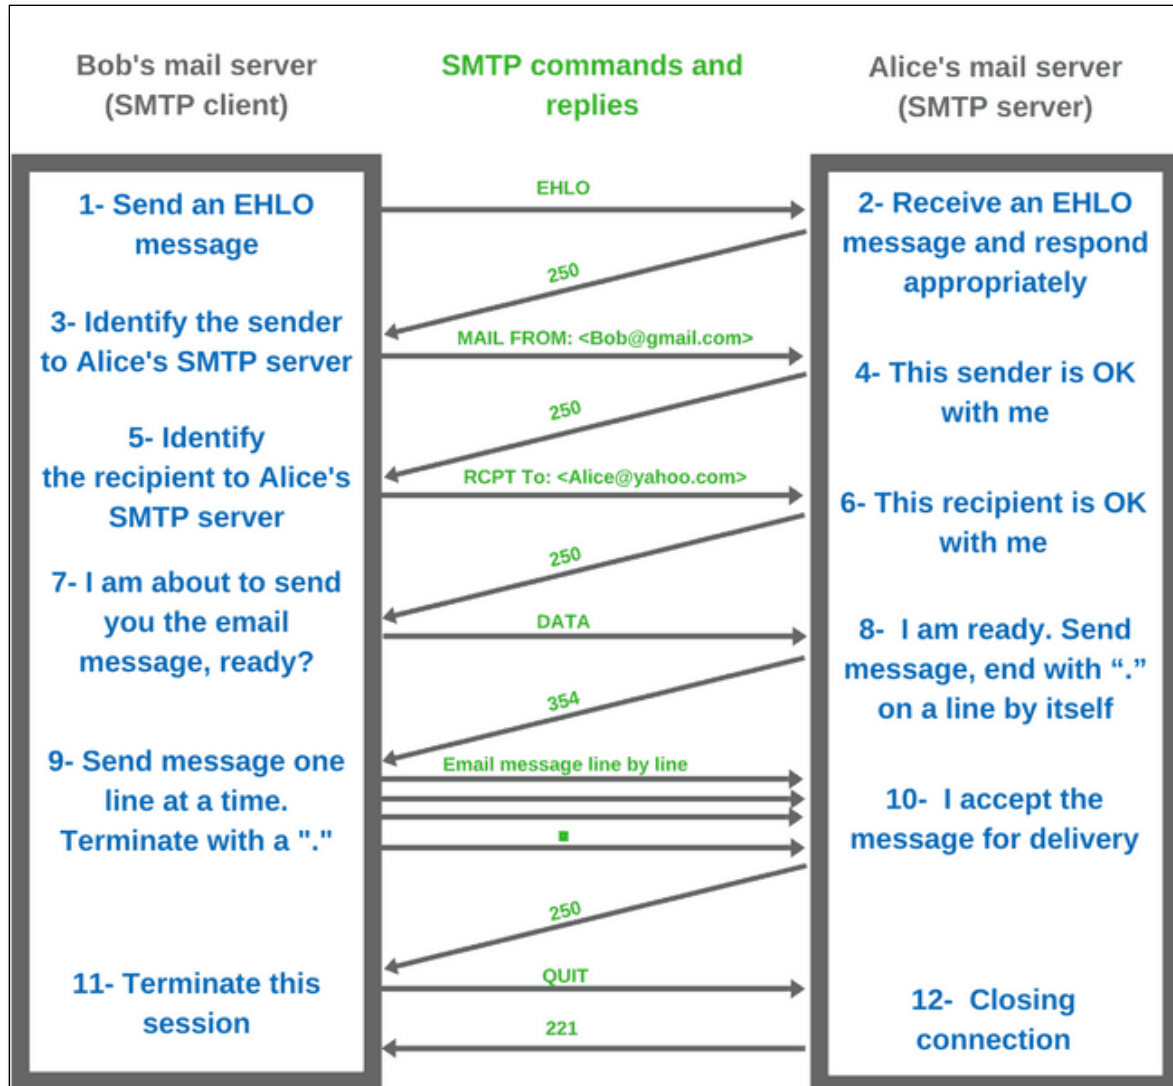 Bob's mail server
(SMTP client)
SMTP commands and
replies
Alice's mail server
(SMTP server)
1- Send an EHLO
message
EHLO
2- Receive an EHLO
message and respond
appropriately
250
3- Identify the sender
to Alice's SMTP server
MAIL FROM: <Bob@gmail.com>
4- This sender is OK
with me
250
5- Identify
the recipient to Alice's
SMTP server
RCPT To: <Alice@yahoo.com>
6- This recipient is OK
with me
250
7- I am about to send
you the email
message, ready?
DATA
8- I am ready. Send
message, end with “.”
on a line by itself
354
9- Send message one
line at a time.
Terminate with a "."
Email message line by line
.
10- I accept the
message for delivery
250
11- Terminate this
session
QUIT
12- Closing
connection
221